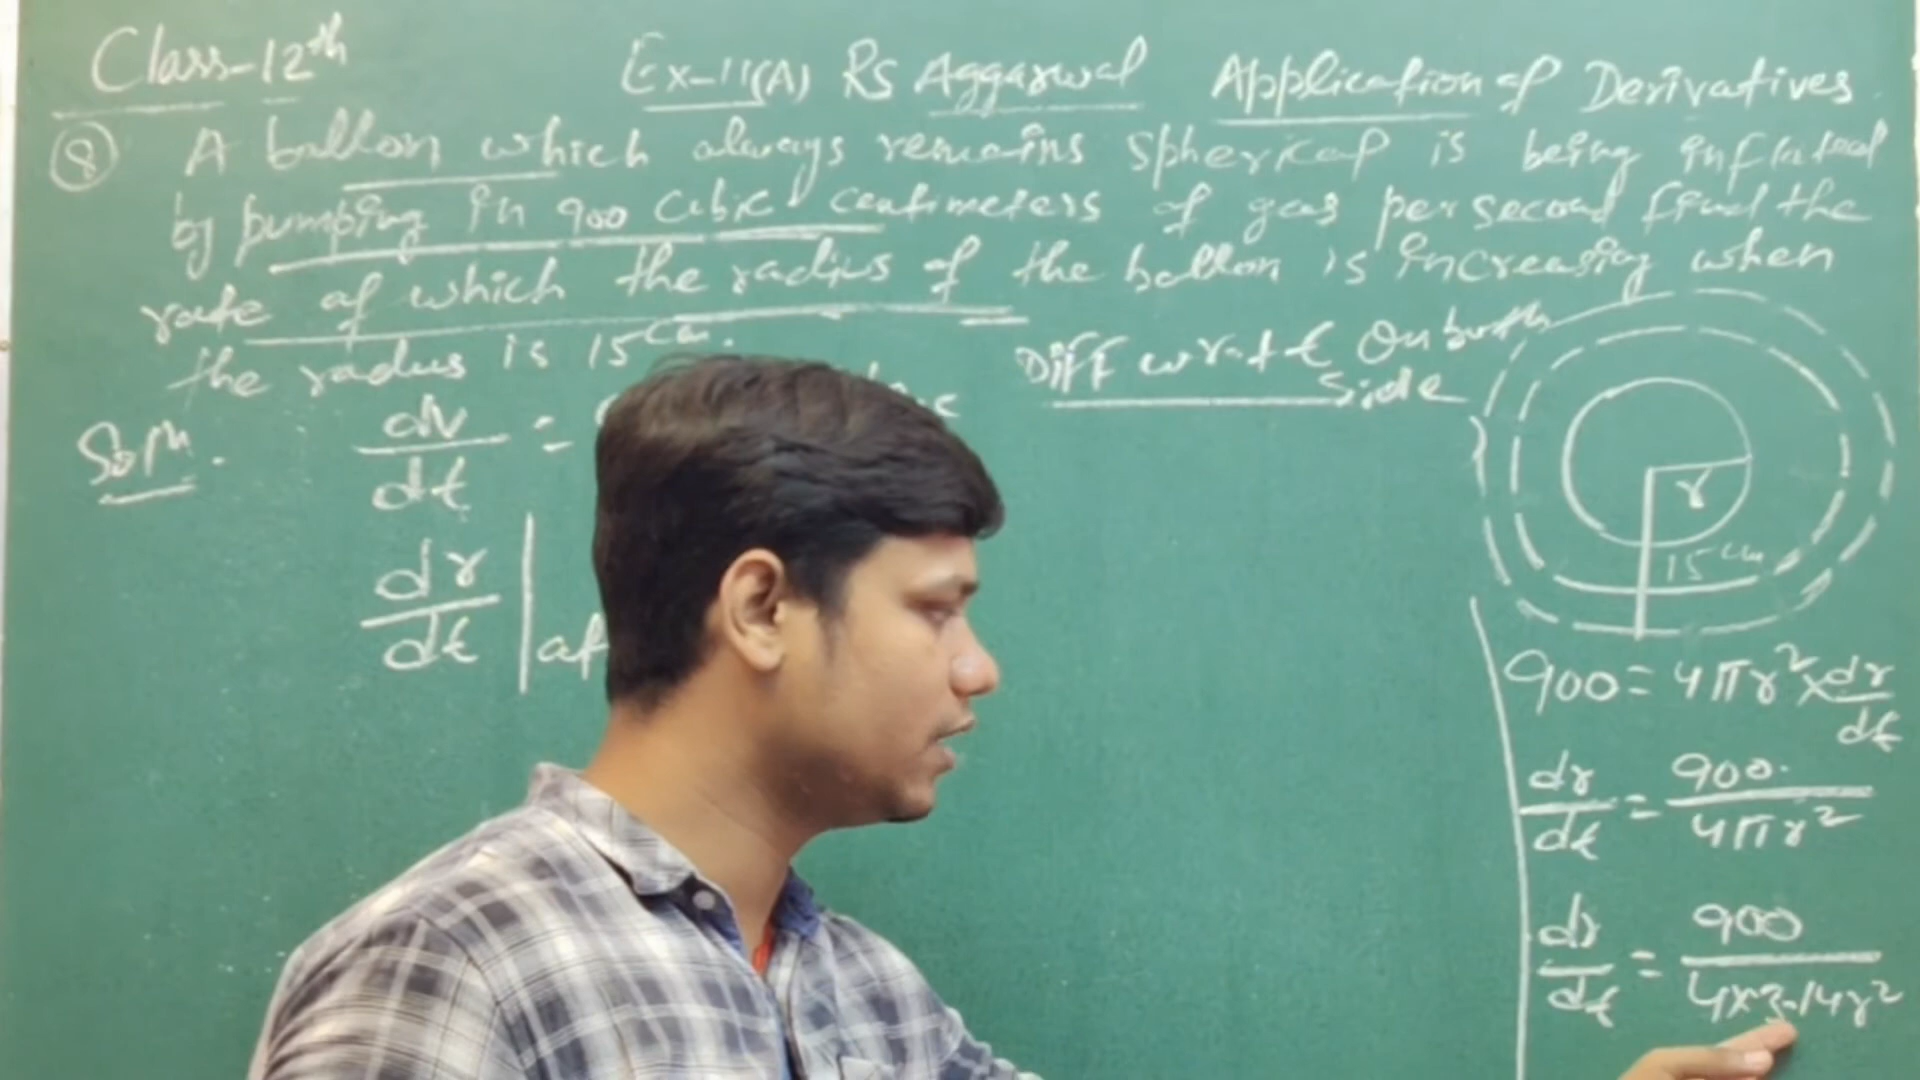 Class-12th
Ex-11(A) RS Aggarwal Application of Derivatives
8 A ballon which always remains spherical is being inflated
by pumping in 900 cubic centimeters of gas per second find the
rate of which the radius of the ballon is increasing when
the radius is 15cm.
Diff w.r.t t On both
side
Soln.
dv/dt =
dr/dt |
r
15cm
900 = 4πr² × dr/dt
dr/dt = 900/4πr²
dr/dt = 900/4×3.14r²